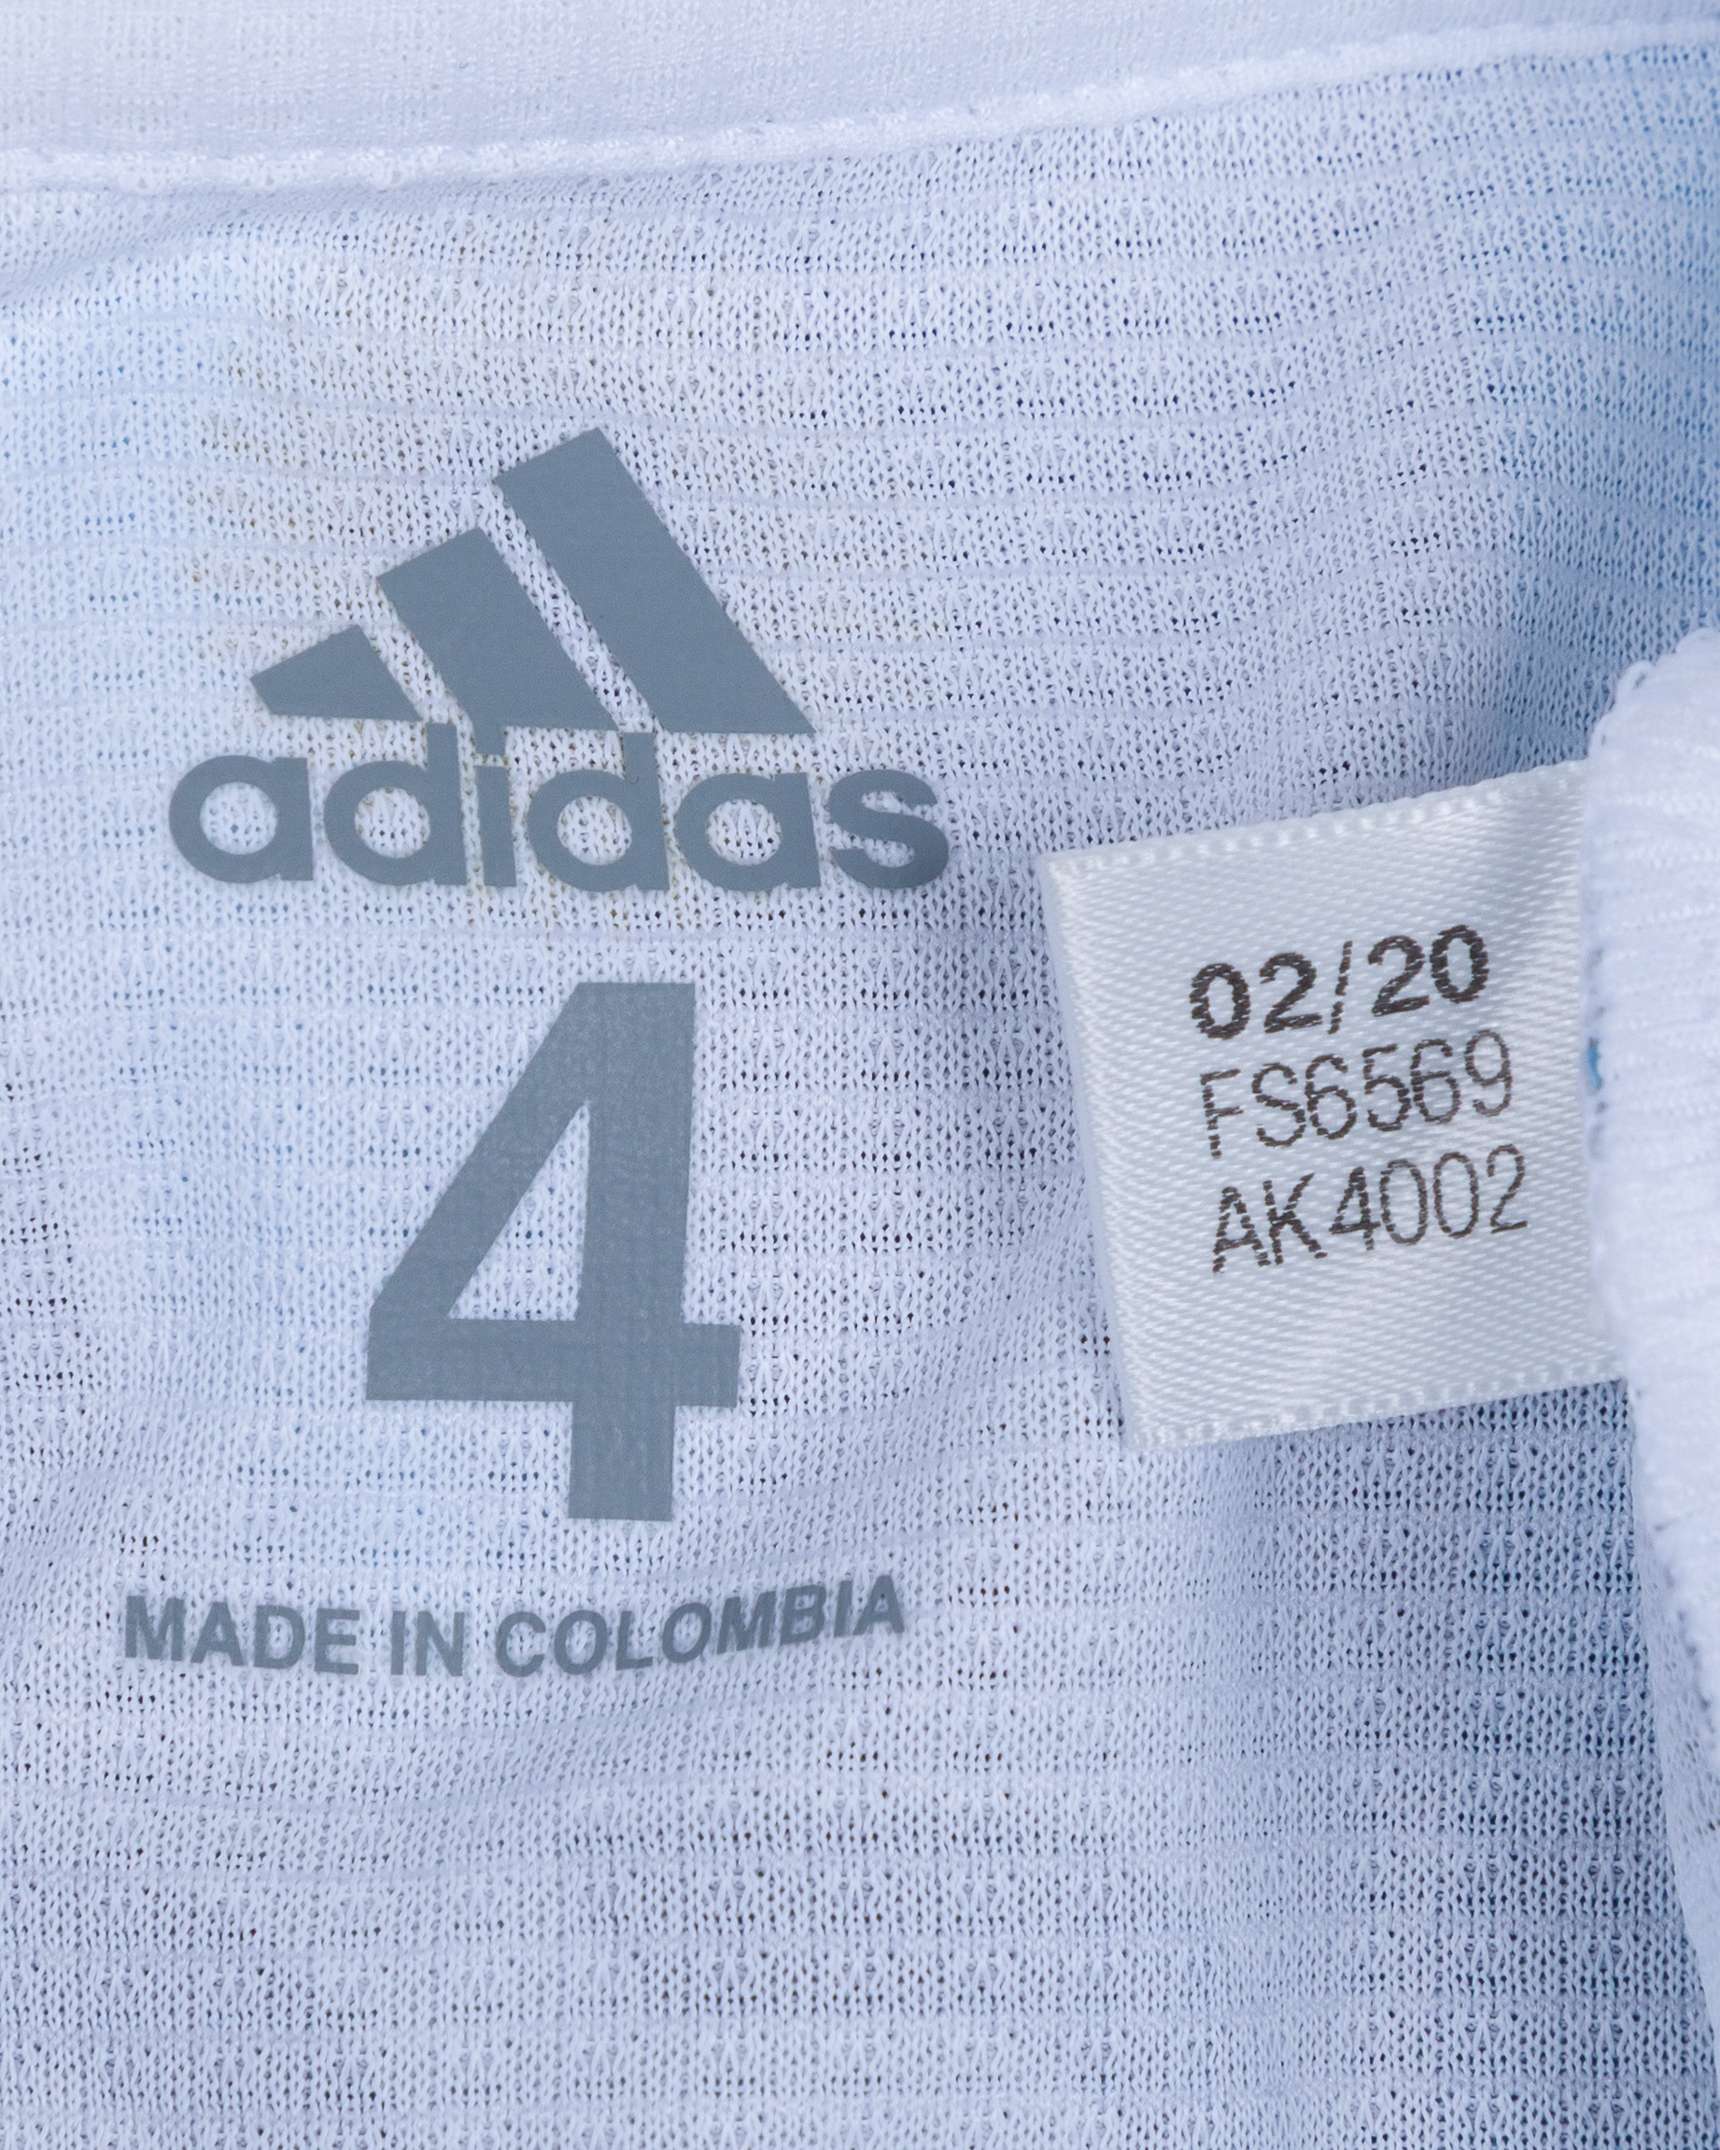 adidas
4
MADE IN COLOMBIA
02/20
FS6569
AK4002